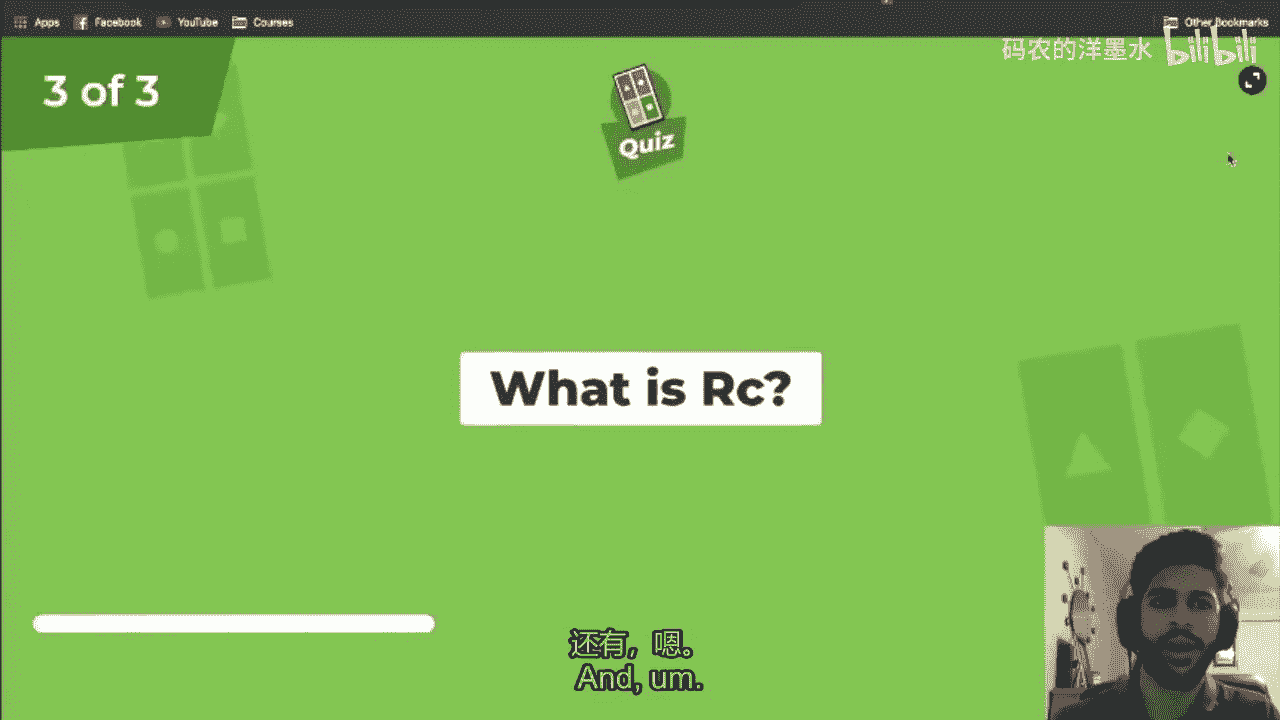 Apps Facebook YouTube Courses Other Bookmarks
码农的洋墨水 bilibili
3 of 3
Quiz
What is Rc?
还有，嗯。
And, um.